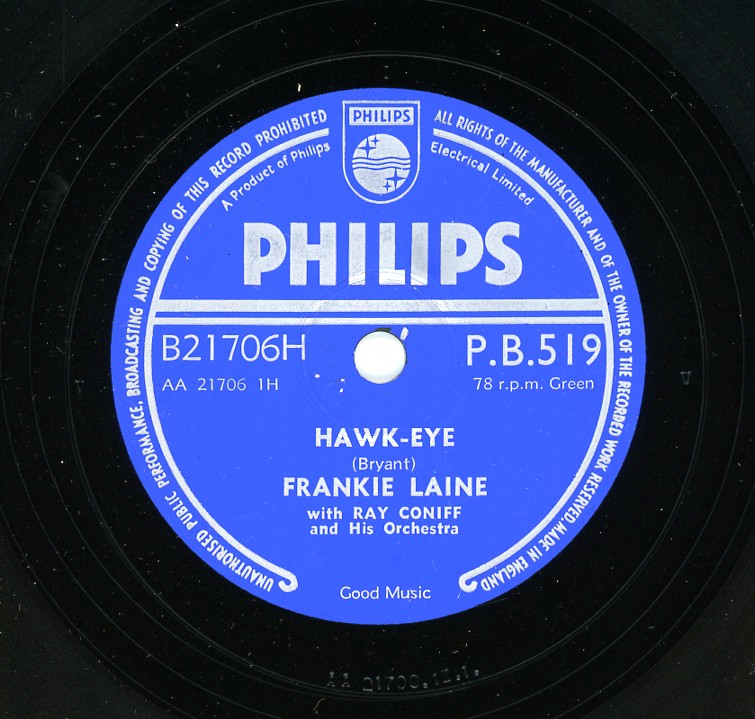 PHILIPS
UNAUTHORISED PUBLIC PERFORMANCE, BROADCASTING AND COPYING OF THIS RECORD PROHIBITED
ALL RIGHTS OF THE MANUFACTURER AND OF THE OWNER OF THE RECORDED WORK RESERVED. MADE IN ENGLAND
A Product of Philips Electrical Limited
PHILIPS
B21706H P.B.519
AA 21706 1H 78 r.p.m. Green
HAWK-EYE
(Bryant)
FRANKIE LAINE
with RAY CONIFF
and His Orchestra
Good Music